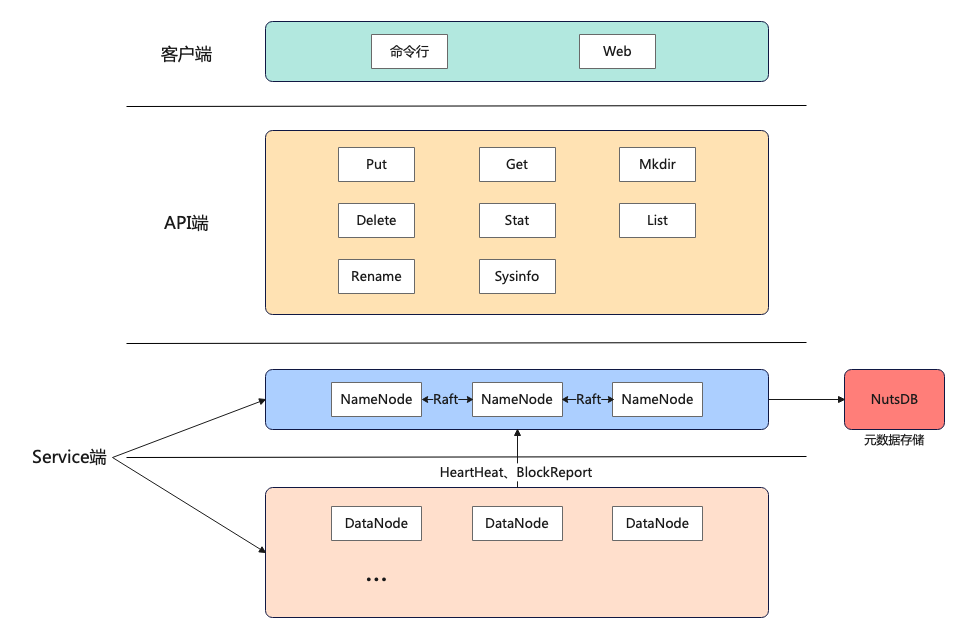 客户端
命令行
Web
API端
Put
Get
Mkdir
Delete
Stat
List
Rename
Sysinfo
Service端
NameNode
Raft
NameNode
Raft
NameNode
NutsDB
元数据存储
HeartHeat、BlockReport
DataNode
DataNode
DataNode
...